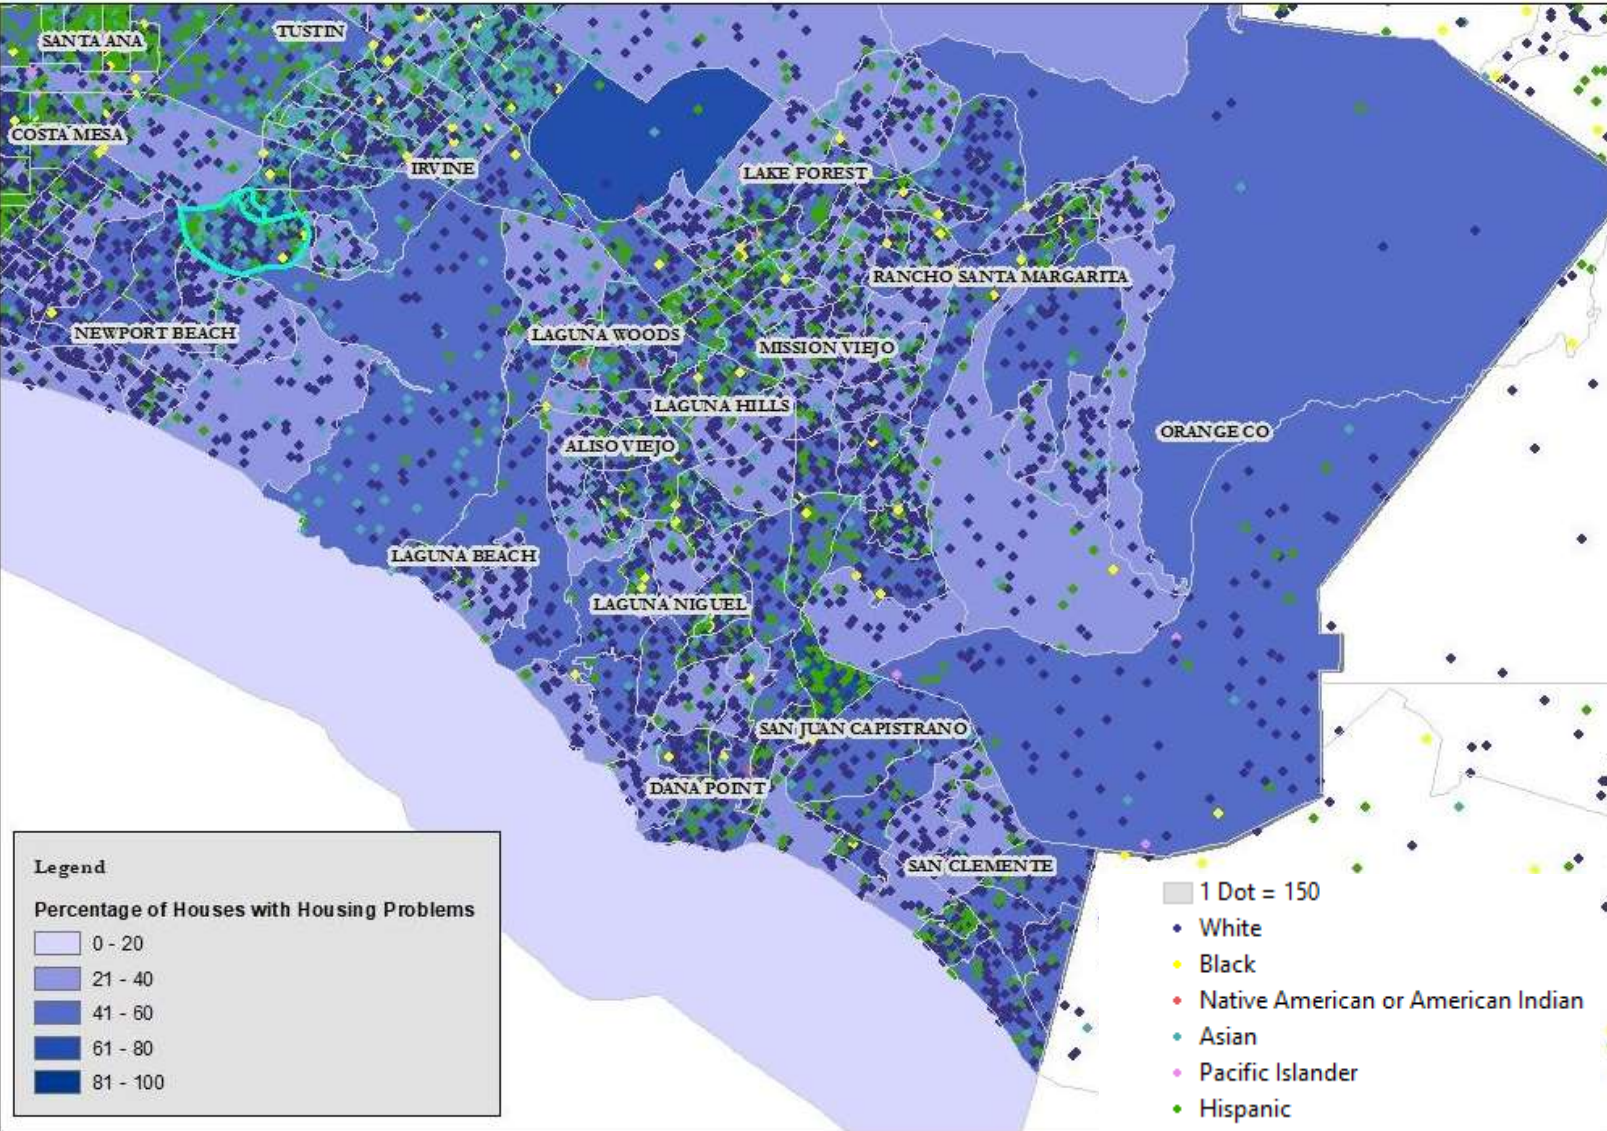 SANTA ANA
TUSTIN
COSTA MESA
IRVINE
LAKE FOREST
RANCHO SANTA MARGARITA
NEWPORT BEACH
LAGUNA WOODS
MISSION VIEJO
LAGUNA HILLS
ORANGE CO
ALISO VIEJO
LAGUNA BEACH
LAGUNA NIGUEL
SAN JUAN CAPISTRANO
DANA POINT
SAN CLEMENTE
Legend
Percentage of Houses with Housing Problems
0 - 20
21 - 40
41 - 60
61 - 80
81 - 100
1 Dot = 150
White
Black
Native American or American Indian
Asian
Pacific Islander
Hispanic